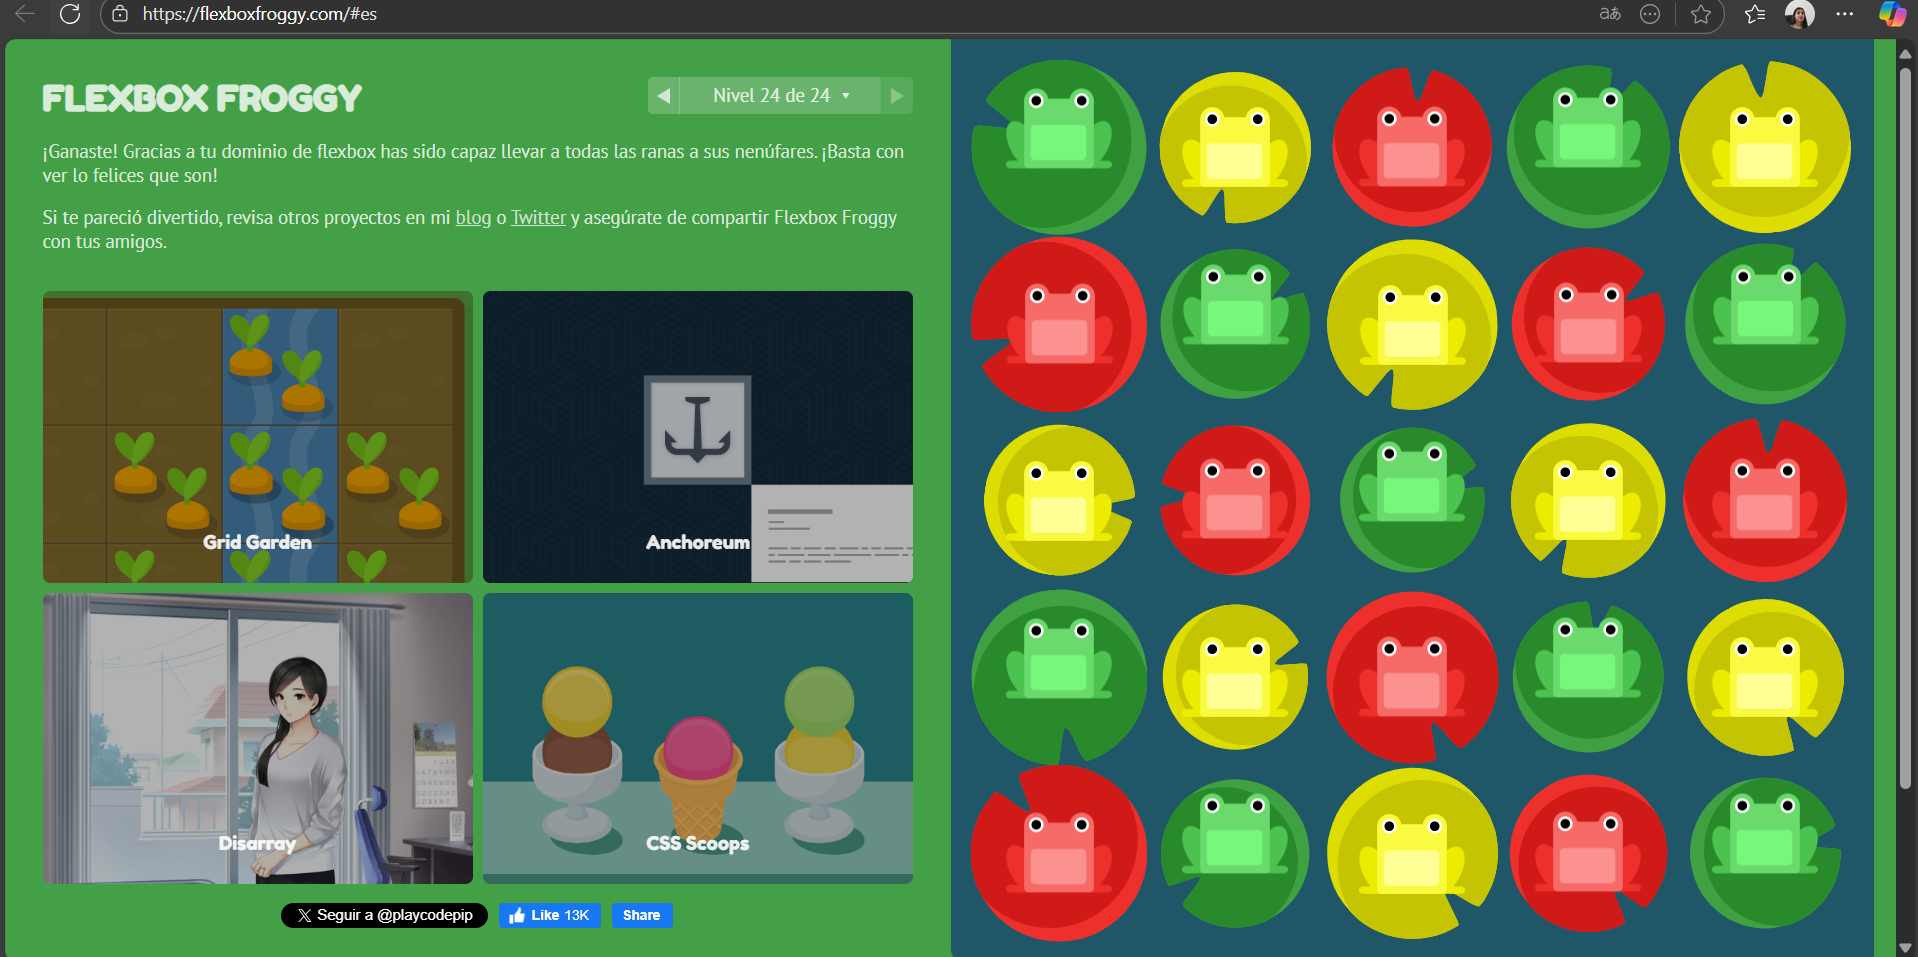 https://flexboxfroggy.com/#es
FLEXBOX FROGGY
Nivel 24 de 24
¡Ganaste! Gracias a tu dominio de flexbox has sido capaz llevar a todas las ranas a sus nenúfares. ¡Basta con
ver lo felices que son!
Si te pareció divertido, revisa otros proyectos en mi blog o Twitter y asegúrate de compartir Flexbox Froggy
con tus amigos.
Grid Garden
Anchoreum
Disarray
CSS Scoops
Seguir a @playcodepip
Like 13K
Share